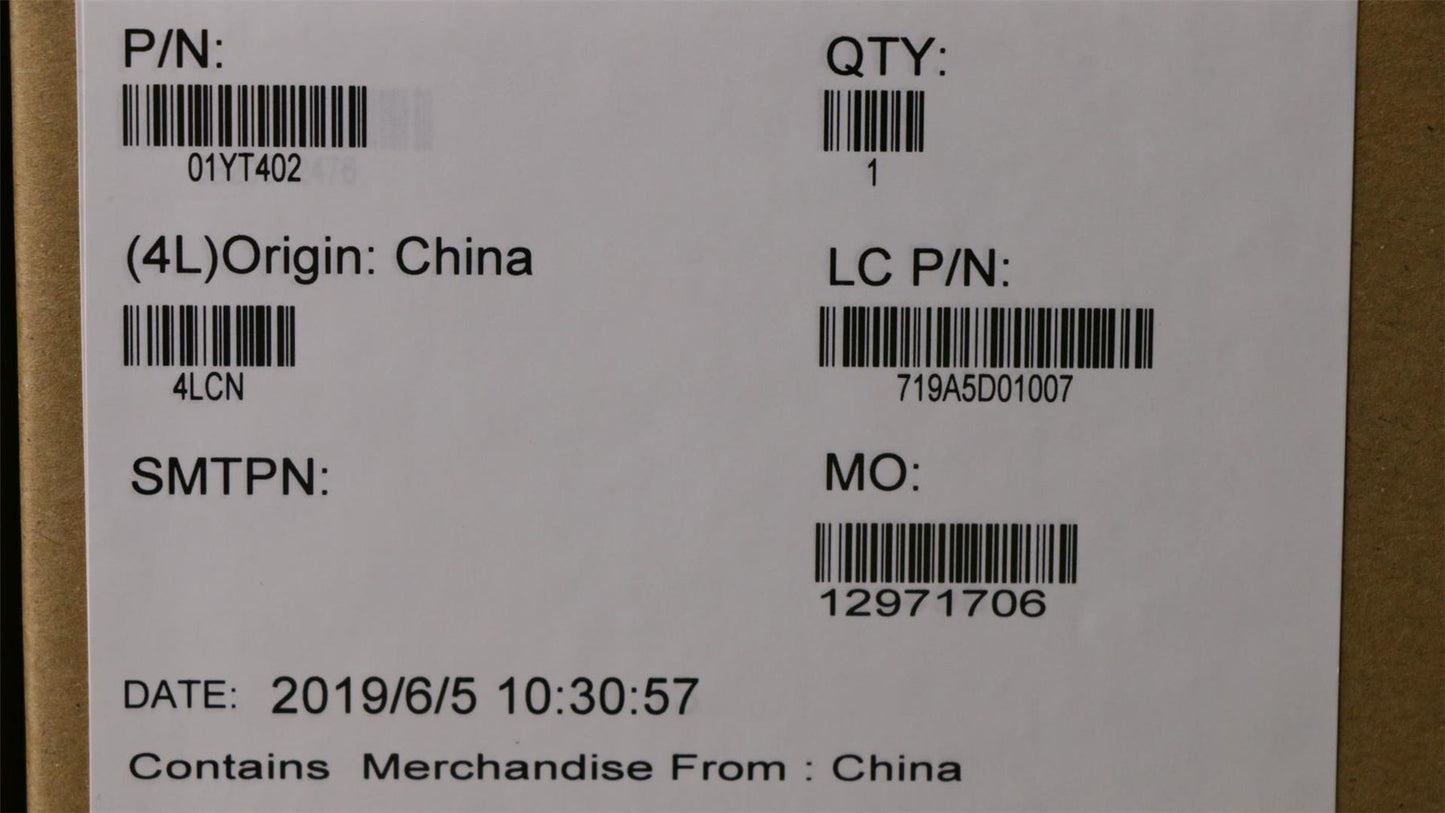 P/N:
01YT402
QTY:
1
(4L)Origin: China
4LCN
LC P/N:
719A5D01007
SMTPN:
MO:
12971706
DATE: 2019/6/5 10:30:57
Contains Merchandise From : China